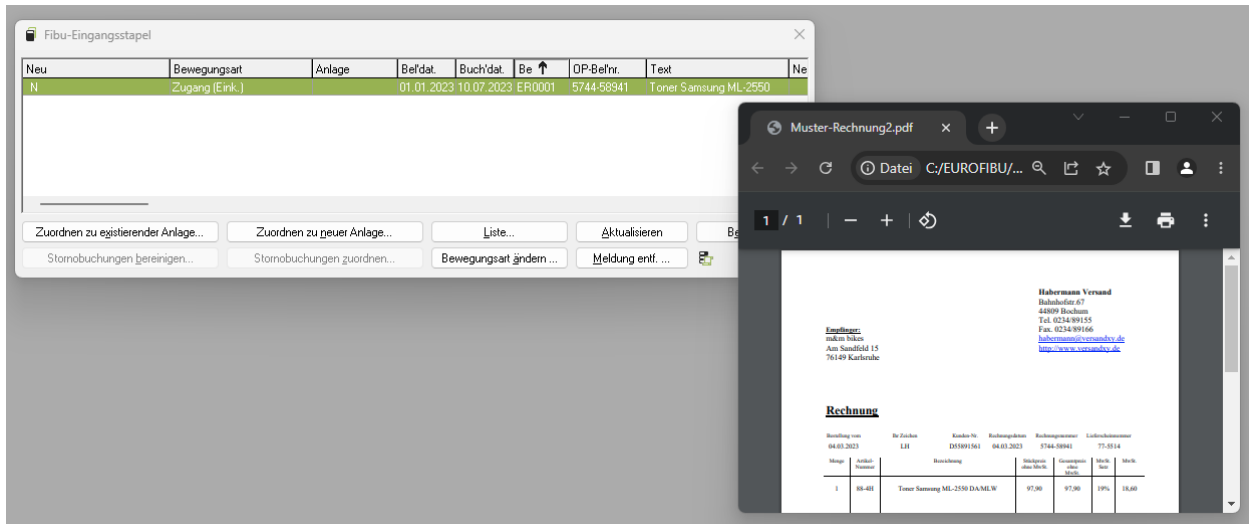 Fibu-Eingangsstapel
Neu Bewegungsart Anlage Bel'dat. Buch'dat. Be OP-Bel'nr. Text Ne
N Zugang (Eink.) 01.01.2023 10.07.2023 ER0001 5744-58941 Toner Samsung ML-2550
Zuordnen zu existierender Anlage... Zuordnen zu neuer Anlage... Liste... Aktualisieren
Stornobuchungen bereinigen... Stornobuchungen zuordnen... Bewegungsart ändern ... Meldung entf. ...
Muster-Rechnung2.pdf
Datei C:/EUROFIBU/...
1 / 1
Habermann Versand
Bahnhofstr.67
44809 Bochum
Tel. 0234/89155
Fax. 0234/89166
habermann@versandxy.de
http://www.versandxy.de
Empfänger:
m&m bikes
Am Sandfeld 15
76149 Karlsruhe
Rechnung
Bestellung vom Ihr Zeichen Kunden-Nr. Rechnungsdatum Rechnungsnummer Lieferscheinnummer
04.03.2023 LH D55891561 04.03.2023 5744-58941 77-5514
Menge Artikel-Nummer Bezeichnung Stückpreis ohne MwSt. Gesamtpreis ohne MwSt. MwSt. Satz MwSt.
1 88-4H Toner Samsung ML-2550 DA/MLW 97,90 97,90 19% 18,60